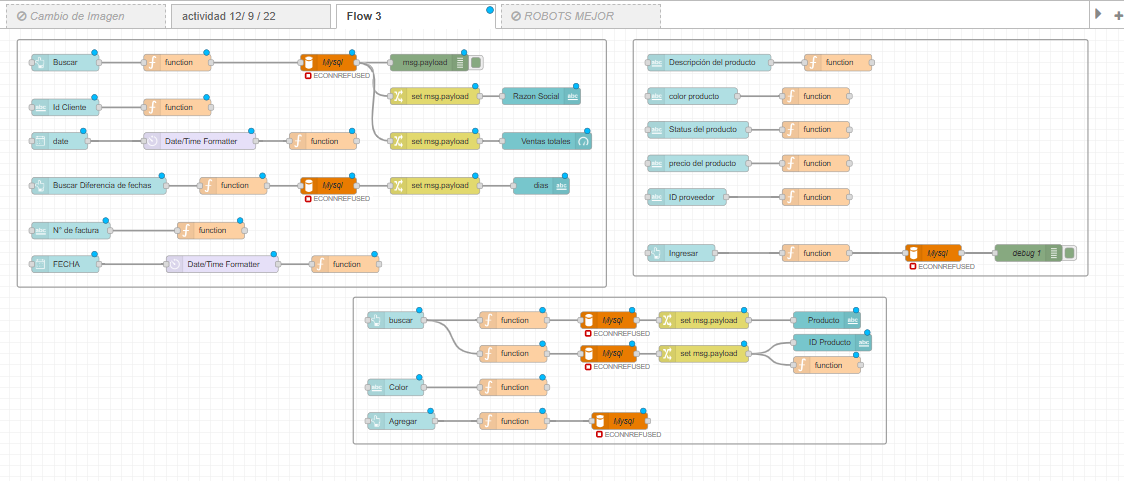 Cambio de Imagen
actividad 12/ 9 / 22
Flow 3
ROBOTS MEJOR
Buscar
function
Mysql
ECONNREFUSED
msg.payload
set msg.payload
Razon Social
abc
Id Cliente
function
date
Date/Time Formatter
function
set msg.payload
Ventas totales
Buscar Diferencia de fechas
function
Mysql
ECONNREFUSED
set msg.payload
dias
abc
N° de factura
function
FECHA
Date/Time Formatter
function
Descripción del producto
function
color producto
function
Status del producto
function
precio del producto
function
ID proveedor
function
Ingresar
function
Mysql
ECONNREFUSED
debug 1
buscar
function
Mysql
ECONNREFUSED
set msg.payload
Producto
abc
function
Mysql
ECONNREFUSED
set msg.payload
ID Producto
abc
function
Color
function
Agregar
function
Mysql
ECONNREFUSED